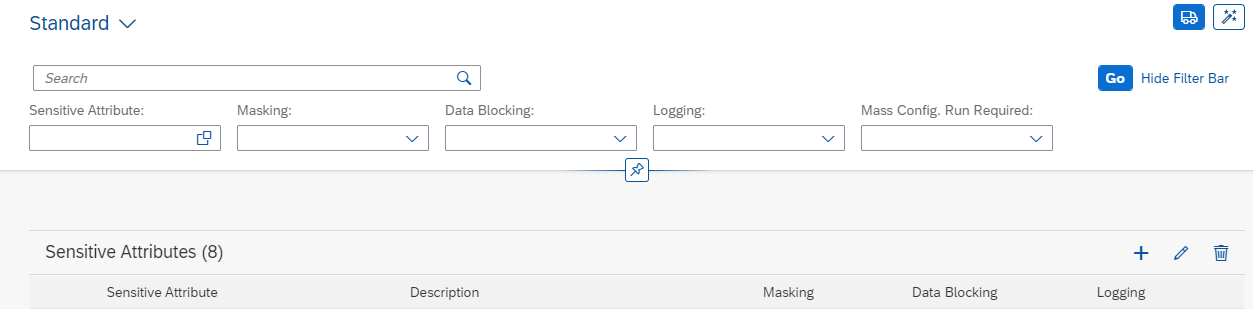 Standard
Search
Go Hide Filter Bar
Sensitive Attribute: Masking: Data Blocking: Logging: Mass Config. Run Required:
Sensitive Attributes (8)
Sensitive Attribute Description Masking Data Blocking Logging